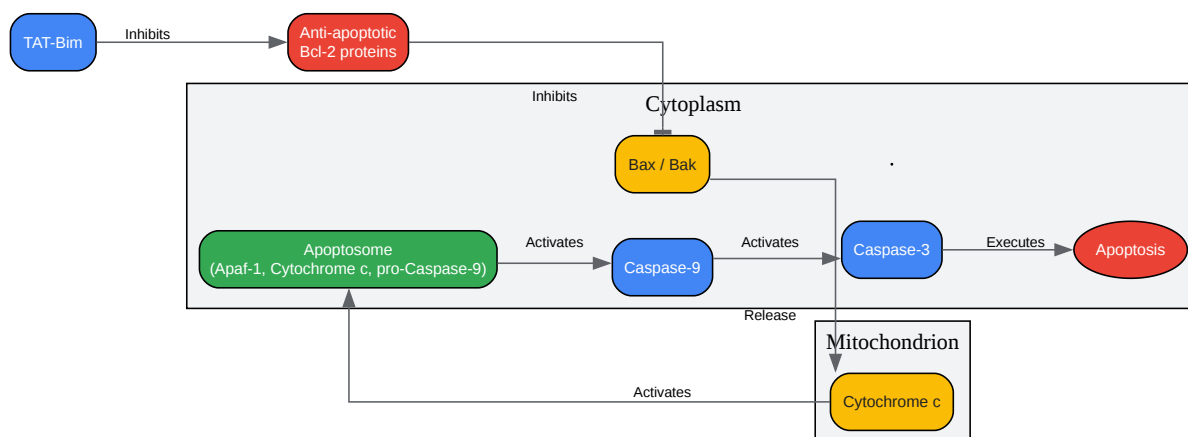 TAT-Bim
Inhibits
Anti-apoptotic
Bcl-2 proteins
Inhibits
Cytoplasm
Bax / Bak
.
Apoptosome
(Apaf-1, Cytochrome c, pro-Caspase-9)
Activates
Caspase-9
Activates
Caspase-3
Executes
Apoptosis
Release
Mitochondrion
Activates
Cytochrome c